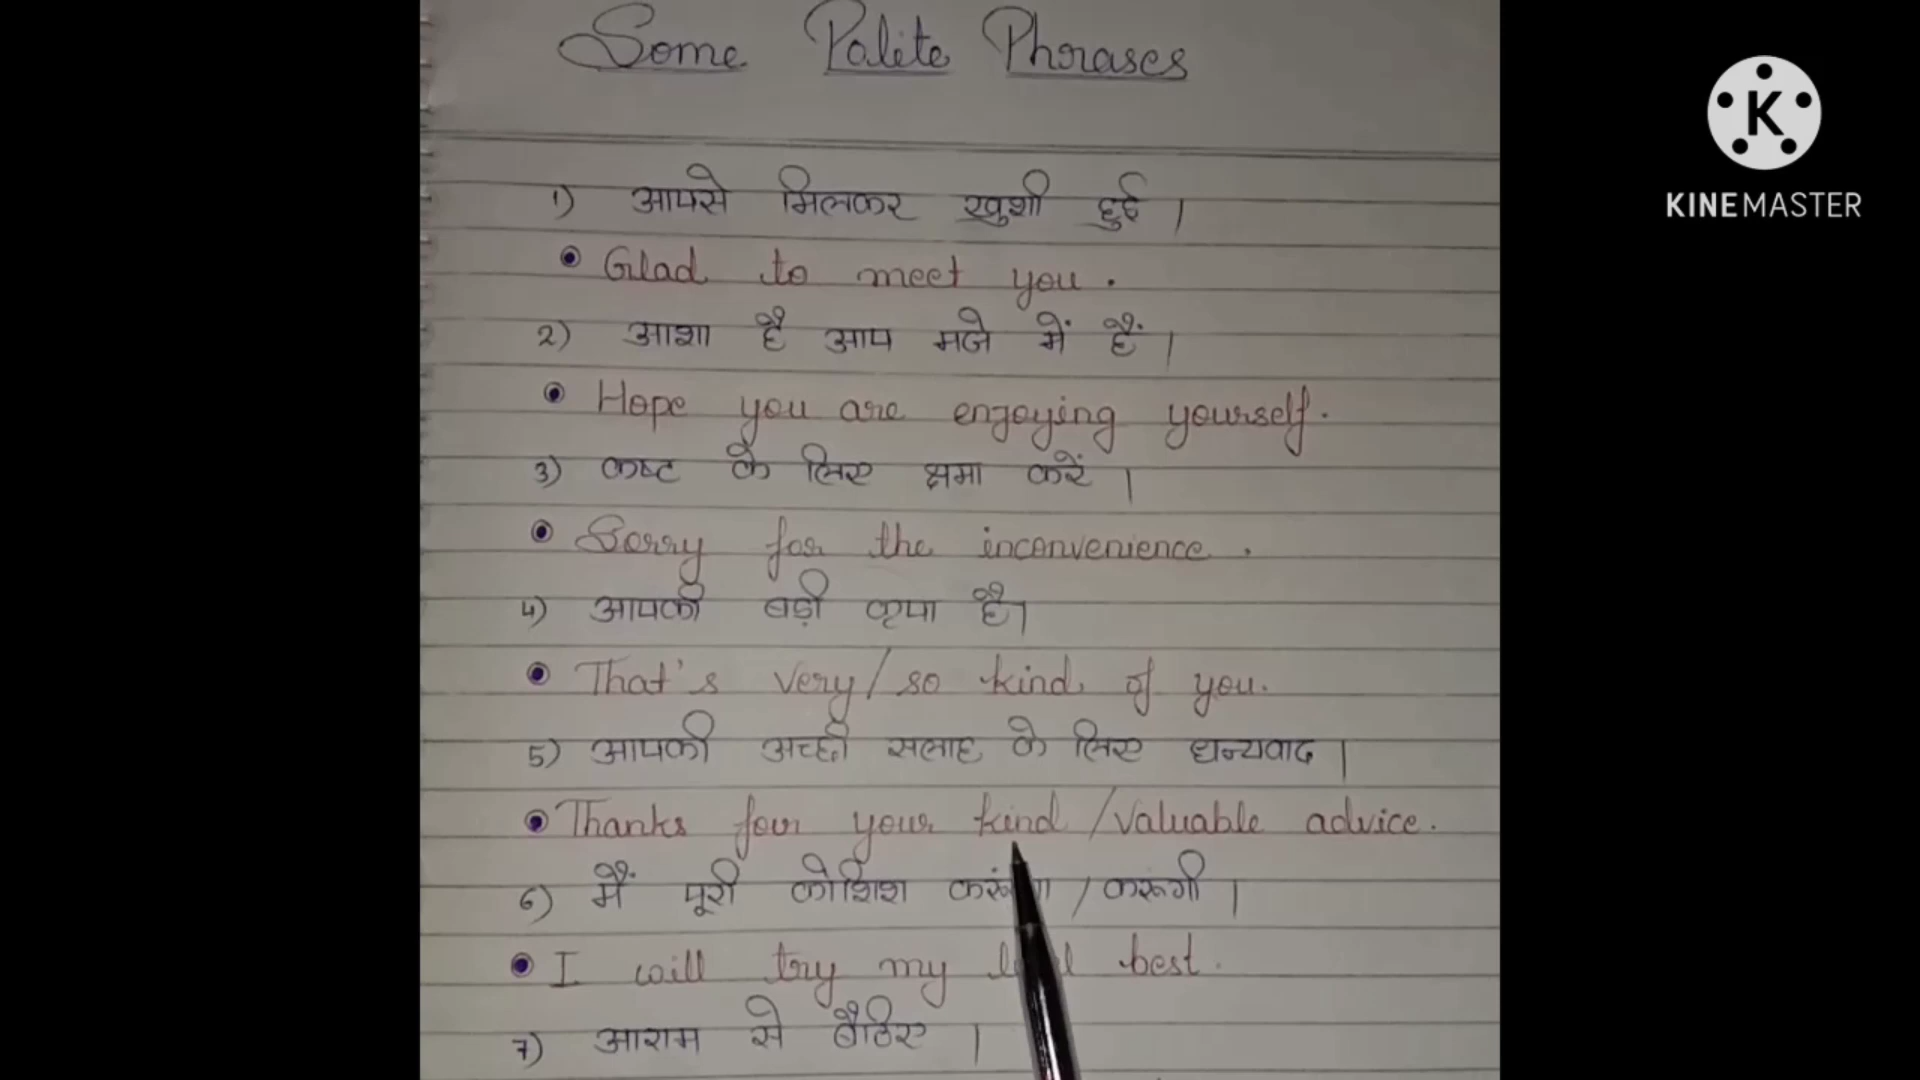 Some Polite Phrases
1) आपसे मिलकर खुशी हुई।
Glad to meet you.
2) आशा है आप मजे में हैं।
Hope you are enjoying yourself.
3) कष्ट के लिए क्षमा करें।
Sorry for the inconvenience.
4) आपकी बड़ी कृपा है।
That's very/so kind of you.
5) आपकी अच्छी सलाह के लिए धन्यवाद।
Thanks for your kind/valuable advice.
6) मैं पूरी कोशिश / करूंगी।
I will try my best.
7) आराम से बैठिए।
K
KINEMASTER